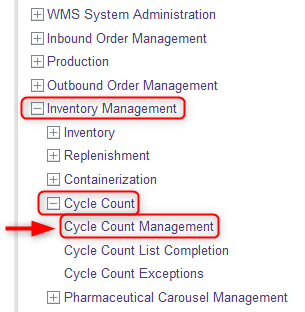 WMS System Administration
Inbound Order Management
Production
Outbound Order Management
Inventory Management
Inventory
Replenishment
Containerization
Cycle Count
Cycle Count Management
Cycle Count List Completion
Cycle Count Exceptions
Pharmaceutical Carousel Management